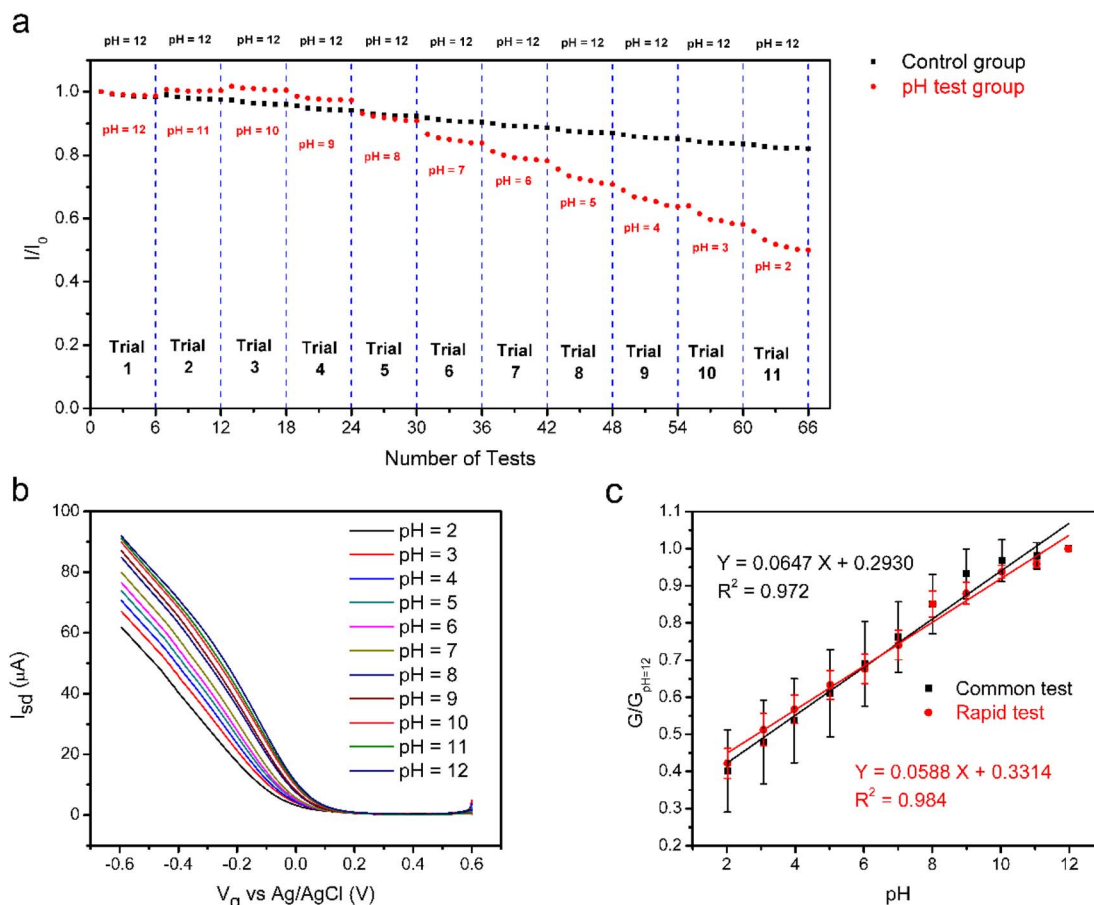 a
pH = 12 pH = 12 pH = 12 pH = 12 pH = 12 pH = 12 pH = 12 pH = 12 pH = 12 pH = 12 pH = 12
Control group
pH test group
1.0
0.8
0.6
0.4
0.2
0.0
I/I0
pH = 12
pH = 11
pH = 10
pH = 9
pH = 8
pH = 7
pH = 6
pH = 5
pH = 4
pH = 3
pH = 2
Trial 1
Trial 2
Trial 3
Trial 4
Trial 5
Trial 6
Trial 7
Trial 8
Trial 9
Trial 10
Trial 11
0 6 12 18 24 30 36 42 48 54 60 66
Number of Tests
b
100
80
60
40
20
0
Isd (μA)
pH = 2
pH = 3
pH = 4
pH = 5
pH = 6
pH = 7
pH = 8
pH = 9
pH = 10
pH = 11
pH = 12
-0.6 -0.4 -0.2 0.0 0.2 0.4 0.6
Vg vs Ag/AgCl (V)
c
1.1
1.0
0.9
0.8
0.7
0.6
0.5
0.4
0.3
0.2
G/GpH=12
Y = 0.0647 X + 0.2930
R² = 0.972
Common test
Rapid test
Y = 0.0588 X + 0.3314
R² = 0.984
2 4 6 8 10 12
pH